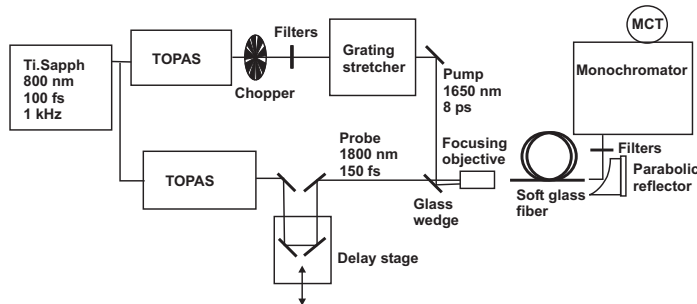 Ti.Sapph
800 nm
100 fs
1 kHz
TOPAS
Chopper
Filters
Grating
stretcher
Pump
1650 nm
8 ps
TOPAS
Probe
1800 nm
150 fs
Delay stage
Glass
wedge
Focusing
objective
Soft glass
fiber
MCT
Monochromator
Filters
Parabolic
reflector